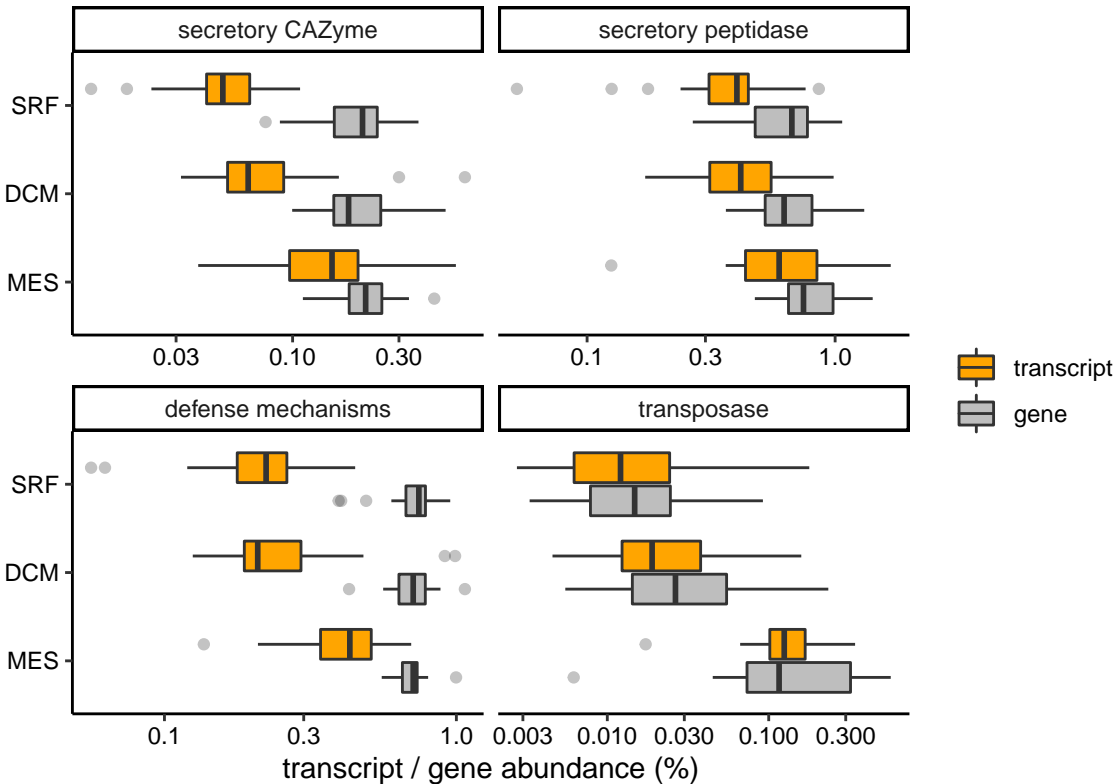 secretory CAZyme
secretory peptidase
SRF
DCM
MES
0.03 0.10 0.30
0.1 0.3 1.0
transcript
gene
defense mechanisms
transposase
SRF
DCM
MES
0.1 0.3 1.0
0.003 0.010 0.030 0.100 0.300
transcript / gene abundance (%)